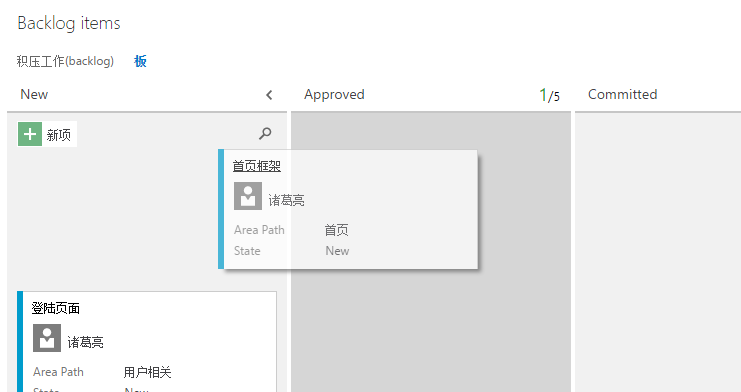 Backlog items
积压工作(backlog) 板
New Approved 1/5 Committed
新项
首页框架
诸葛亮
Area Path 首页
State New
登陆页面
诸葛亮
Area Path 用户相关
State New